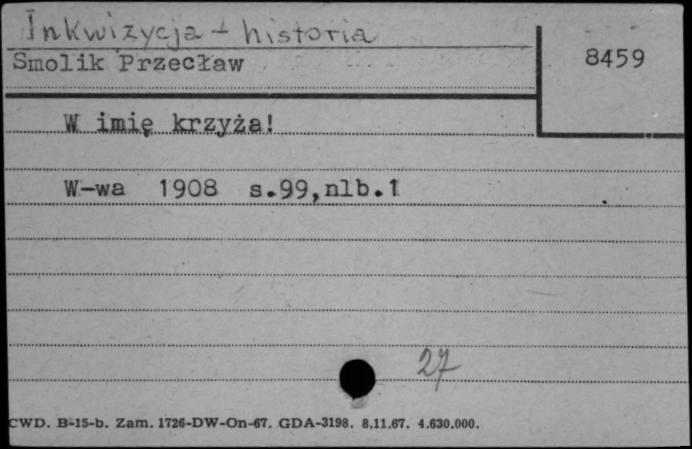 Inkwizycja - historia
Smolik Przecław
8459
W imię krzyża!
W-wa 1908 s.99,nlb.1
27
CWD. B-15-b. Zam. 1726-DW-On-67. GDA-3198. 8.11.67. 4.630.000.